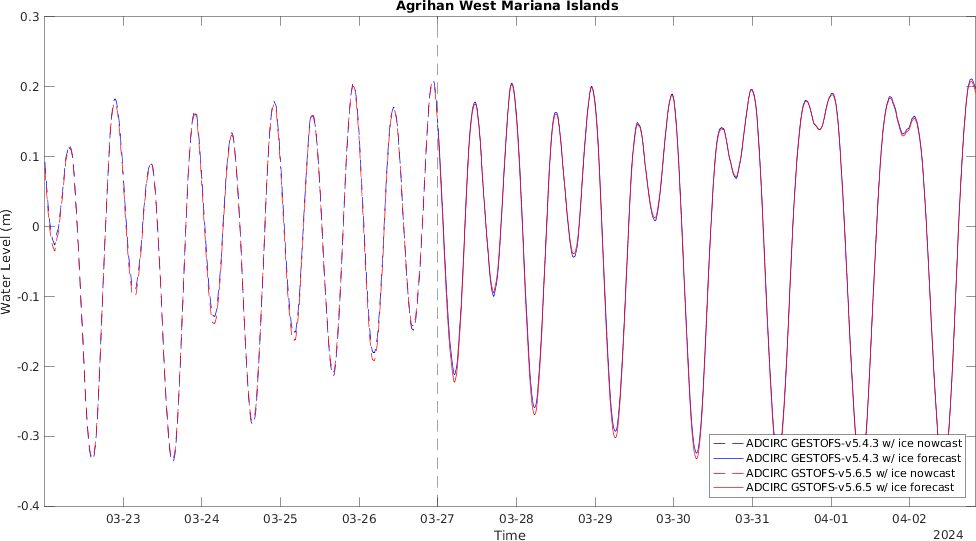 Agrihan West Mariana Islands
0.3
0.2
0.1
0
-0.1
-0.2
-0.3
-0.4
Water Level (m)
ADCIRC GESTOFS-v5.4.3 w/ ice nowcast
ADCIRC GESTOFS-v5.4.3 w/ ice forecast
ADCIRC GSTOFS-v5.6.5 w/ ice nowcast
ADCIRC GSTOFS-v5.6.5 w/ ice forecast
03-23 03-24 03-25 03-26 03-27 03-28 03-29 03-30 03-31 04-01 04-02
Time
2024